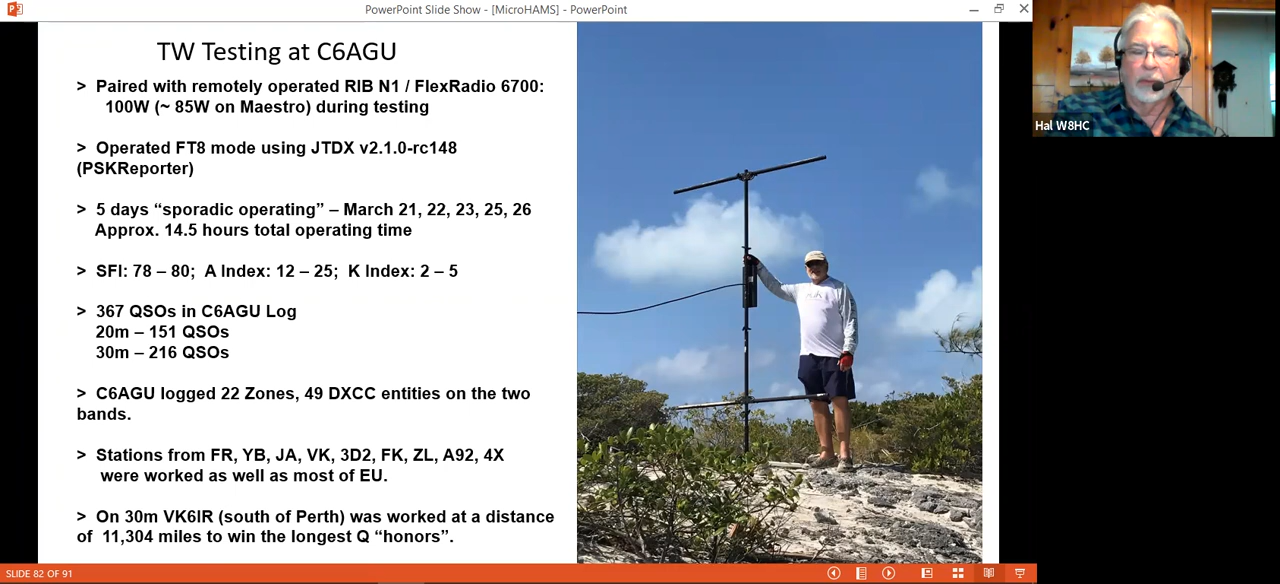 PowerPoint Slide Show - [MicroHAMS] - PowerPoint
TW Testing at C6AGU
> Paired with remotely operated RIB N1 / FlexRadio 6700:
100W (~ 85W on Maestro) during testing
> Operated FT8 mode using JTDX v2.1.0-rc148
(PSKReporter)
> 5 days “sporadic operating” – March 21, 22, 23, 25, 26
Approx. 14.5 hours total operating time
> SFI: 78 – 80; A Index: 12 – 25; K Index: 2 – 5
> 367 QSOs in C6AGU Log
20m – 151 QSOs
30m – 216 QSOs
> C6AGU logged 22 Zones, 49 DXCC entities on the two
bands.
> Stations from FR, YB, JA, VK, 3D2, FK, ZL, A92, 4X
were worked as well as most of EU.
> On 30m VK6IR (south of Perth) was worked at a distance
of 11,304 miles to win the longest Q “honors”.
Hal W8HC
SLIDE 82 OF 91